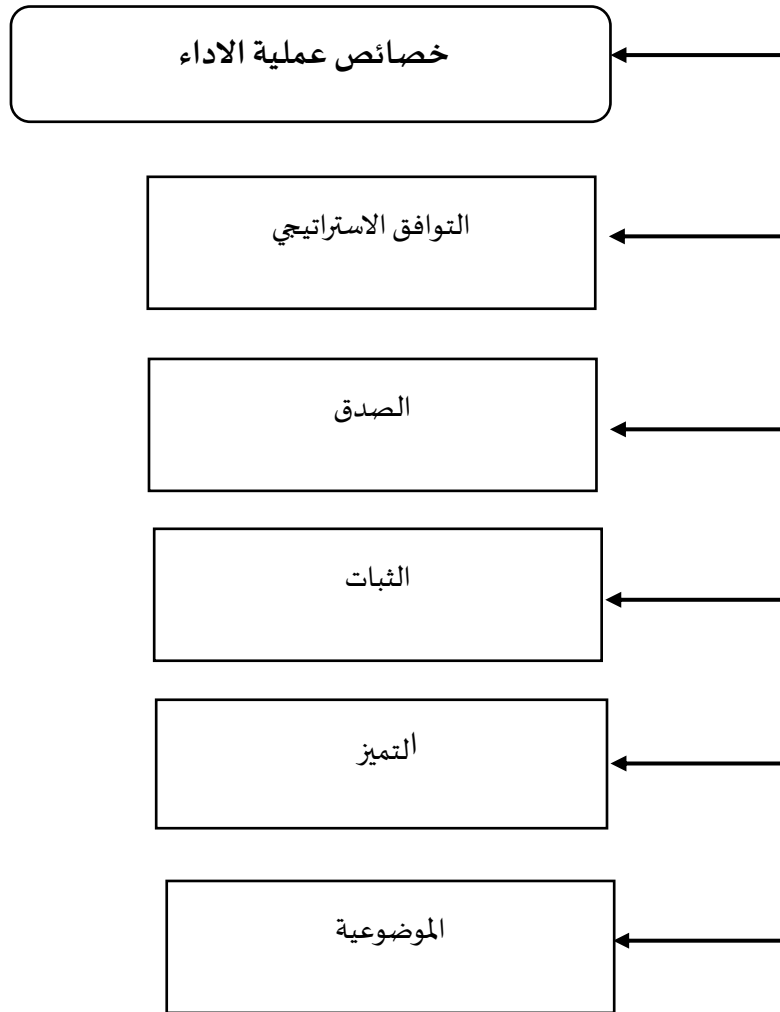 خصائص عملية الاداء
التوافق الاستراتيجي
الصدق
الثبات
التميز
الموضوعية